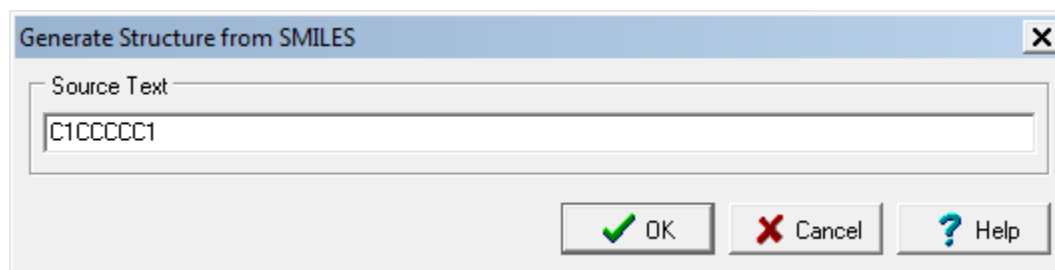 Generate Structure from SMILES
Source Text
C1CCCCC1
OK Cancel Help